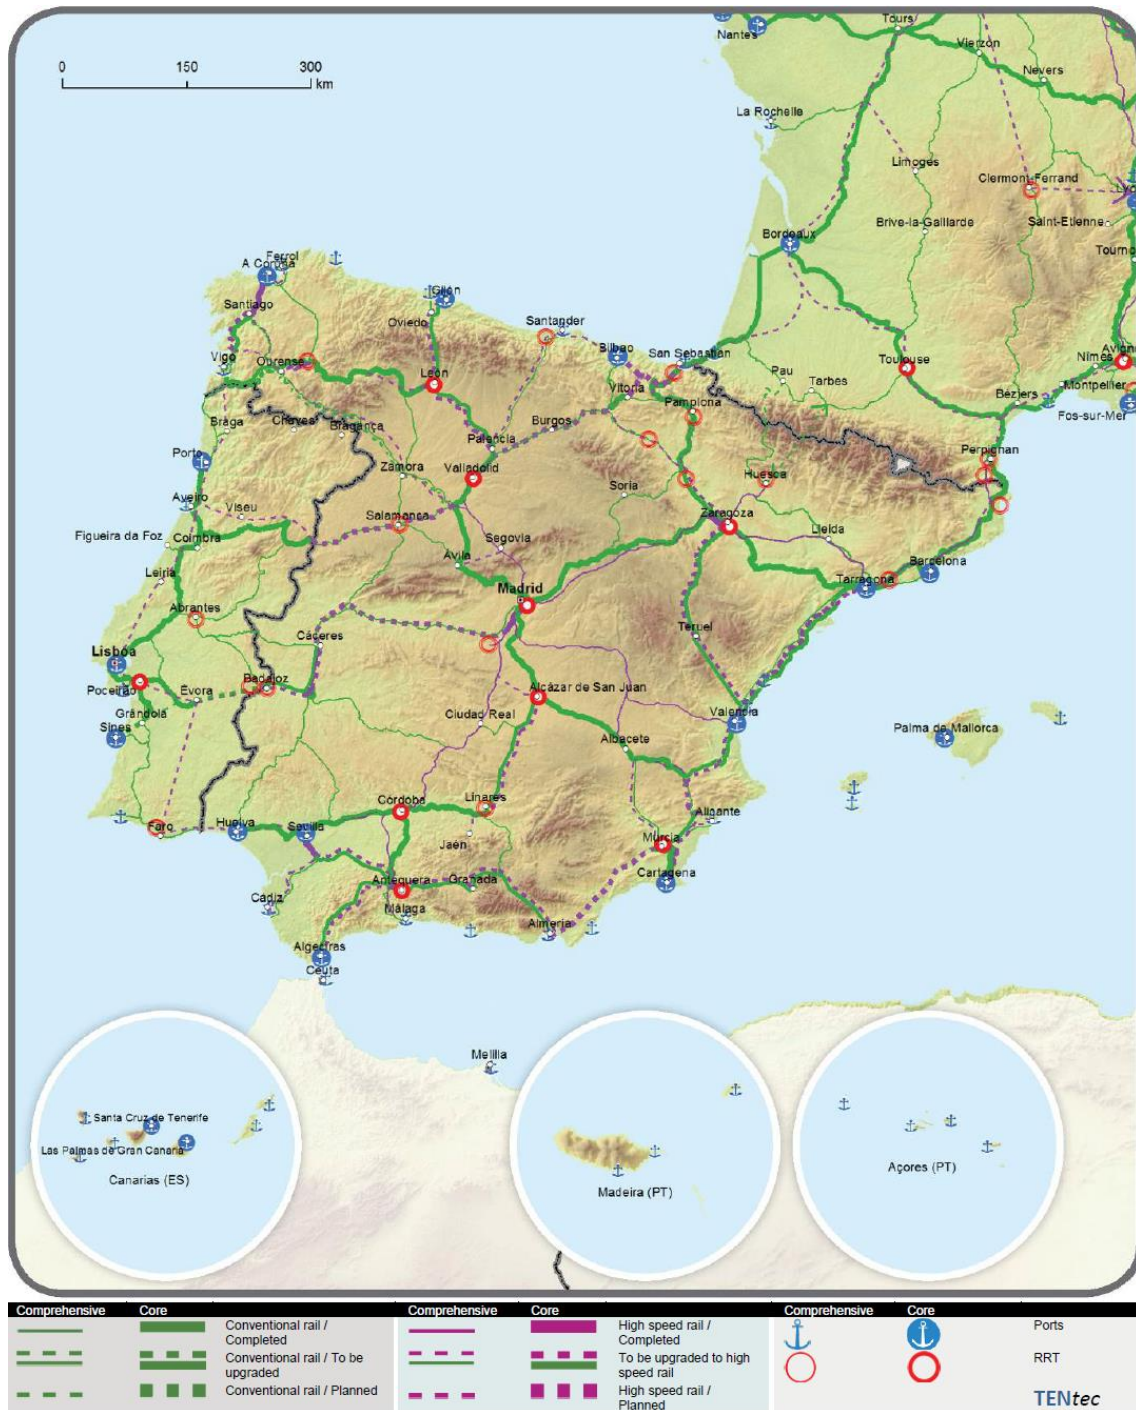 0 150 300
km
Nantes
Tours
Vierzon
Nevers
La Rochelle
Limoges
Clermont-Ferrand
Brive-la-Gaillarde
Saint-Etienne
Bordeaux
Ferrol
A Coruña
Santiago
Gijón
Oviedo
Santander
Bilbao
San Sebastian
Vigo
Ourense
León
Vitoria
Pau
Tarbes
Toulouse
Nîmes
Montpellier
Béziers
Fos-sur-Mer
Pamplona
Braga
Chaves
Bragança
Burgos
Palencia
Perpignan
Porto
Zamora
Valladolid
Soria
Huesca
Aveiro
Viseu
Salamanca
Zaragoza
Lleida
Figueira da Foz
Coimbra
Segovia
Ávila
Barcelona
Tarragona
Leiria
Madrid
Abrantes
Teruel
Cáceres
Lisboa
Badajoz
Poceirão
Évora
Alcázar de San Juan
Grândola
Ciudad Real
Valencia
Palma de Mallorca
Sines
Albacete
Córdoba
Linares
Faro
Huelva
Sevilla
Alicante
Jaén
Murcia
Antequera
Granada
Cartagena
Cádiz
Málaga
Almería
Algeciras
Ceuta
Melilla
Santa Cruz de Tenerife
Las Palmas de Gran Canaria
Canarias (ES)
Madeira (PT)
Açores (PT)
Comprehensive Core
Conventional rail /
Completed
Conventional rail / To be
upgraded
Conventional rail / Planned
Comprehensive Core
High speed rail /
Completed
To be upgraded to high
speed rail
High speed rail /
Planned
Comprehensive Core
Ports
RRT
TENtec